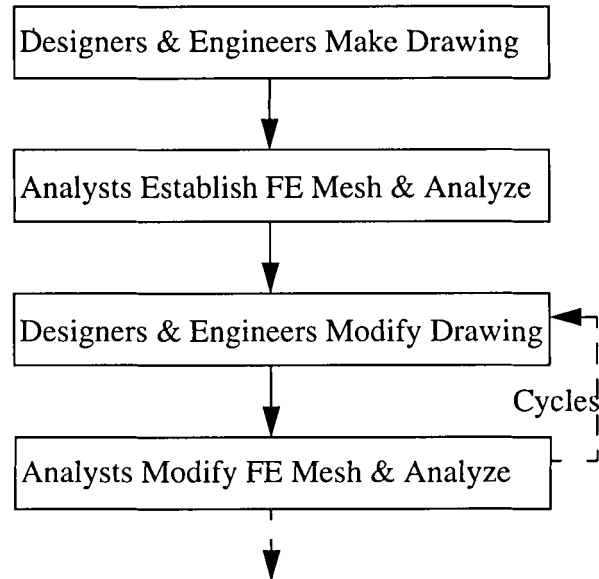 Designers & Engineers Make Drawing
Analysts Establish FE Mesh & Analyze
Designers & Engineers Modify Drawing
Cycles
Analysts Modify FE Mesh & Analyze